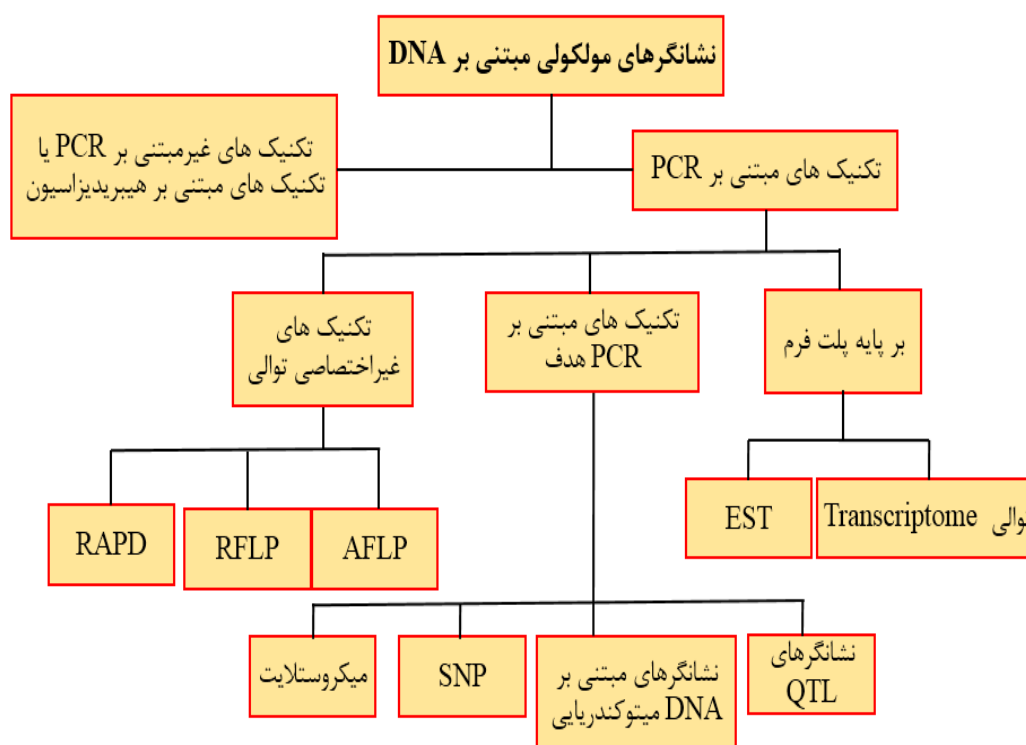 نشانگرهای مولکولی مبتنی بر DNA
تکنیک های غیرمبتنی بر PCR یا
تکنیک های مبتنی بر هیبریدیزاسیون
تکنیک های مبتنی بر PCR
تکنیک های
غیراختصاصی توالی
تکنیک های مبتنی بر
PCR هدف
بر پایه پلت فرم
RAPD
RFLP
AFLP
EST
توالی Transcriptome
میکروستلایت
SNP
نشانگرهای مبتنی بر
DNA میتوکندریایی
نشانگرهای
QTL